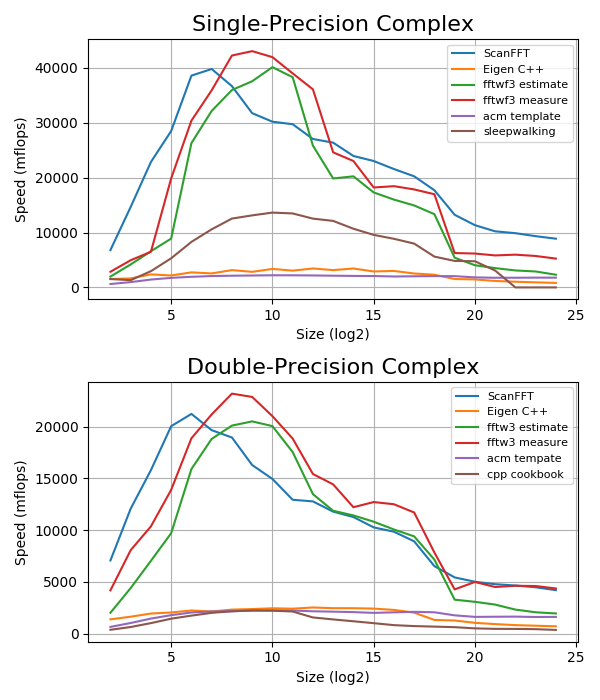 Single-Precision Complex
ScanFFT
Eigen C++
fftwf3 estimate
fftwf3 measure
acm template
sleepwalking
40000
30000
20000
10000
0
Speed (mflops)
5 10 15 20 25
Size (log2)
Double-Precision Complex
ScanFFT
Eigen C++
fftw3 estimate
fftw3 measure
acm tempate
cpp cookbook
20000
15000
10000
5000
0
Speed (mflops)
5 10 15 20 25
Size (log2)